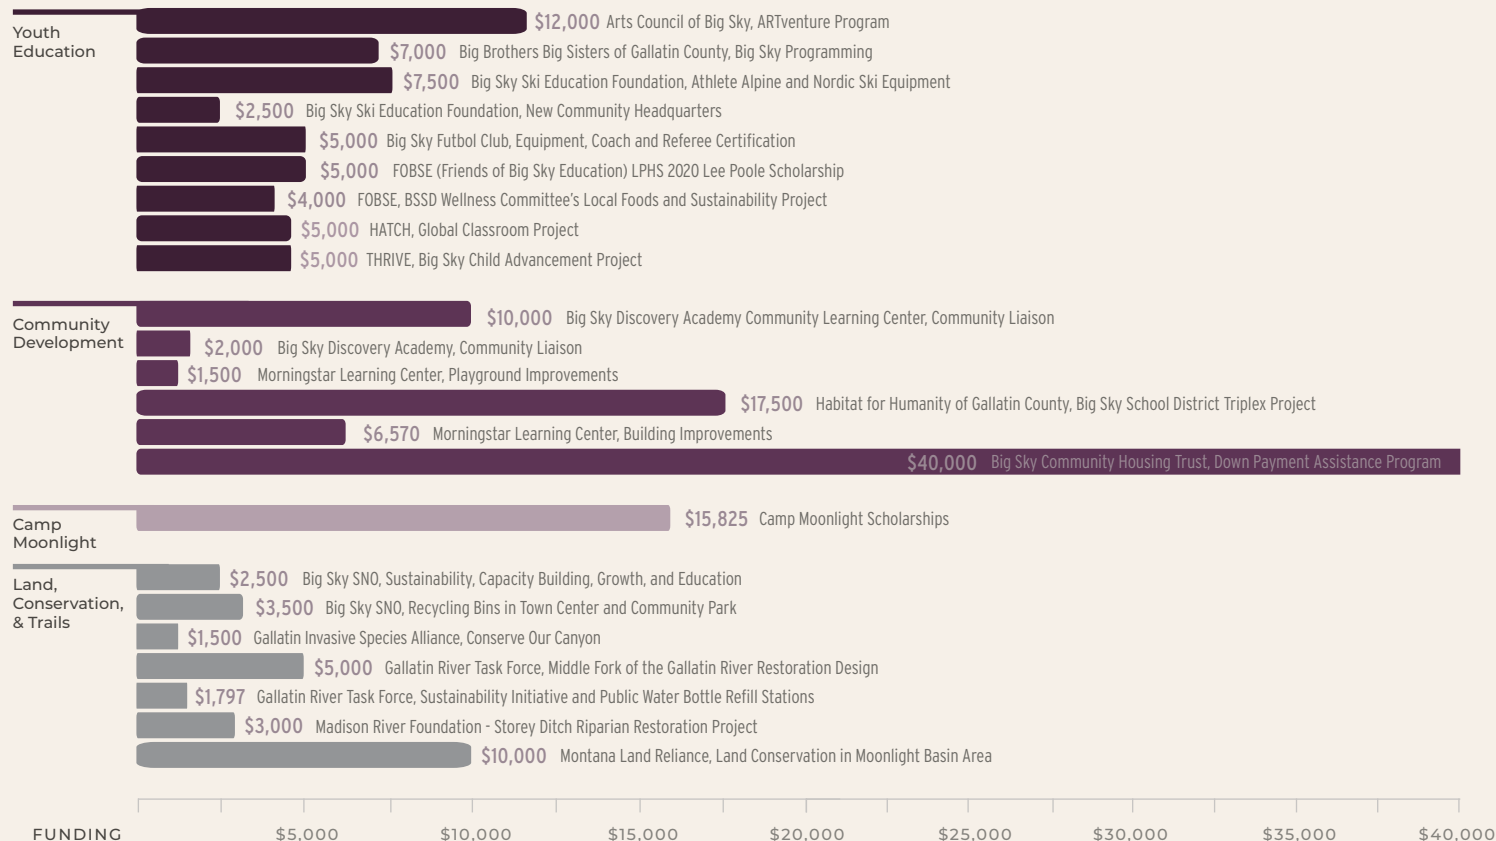 Youth
Education
$12,000 Arts Council of Big Sky, ARTventure Program
$7,000 Big Brothers Big Sisters of Gallatin County, Big Sky Programming
$7,500 Big Sky Ski Education Foundation, Athlete Alpine and Nordic Ski Equipment
$2,500 Big Sky Ski Education Foundation, New Community Headquarters
$5,000 Big Sky Futbol Club, Equipment, Coach and Referee Certification
$5,000 FOBSE (Friends of Big Sky Education) LPHS 2020 Lee Poole Scholarship
$4,000 FOBSE, BSSD Wellness Committee’s Local Foods and Sustainability Project
$5,000 HATCH, Global Classroom Project
$5,000 THRIVE, Big Sky Child Advancement Project
Community
Development
$10,000 Big Sky Discovery Academy Community Learning Center, Community Liaison
$2,000 Big Sky Discovery Academy, Community Liaison
$1,500 Morningstar Learning Center, Playground Improvements
$17,500 Habitat for Humanity of Gallatin County, Big Sky School District Triplex Project
$6,570 Morningstar Learning Center, Building Improvements
$40,000 Big Sky Community Housing Trust, Down Payment Assistance Program
Camp
Moonlight
$15,825 Camp Moonlight Scholarships
Land,
Conservation,
& Trails
$2,500 Big Sky SNO, Sustainability, Capacity Building, Growth, and Education
$3,500 Big Sky SNO, Recycling Bins in Town Center and Community Park
$1,500 Gallatin Invasive Species Alliance, Conserve Our Canyon
$5,000 Gallatin River Task Force, Middle Fork of the Gallatin River Restoration Design
$1,797 Gallatin River Task Force, Sustainability Initiative and Public Water Bottle Refill Stations
$3,000 Madison River Foundation - Storey Ditch Riparian Restoration Project
$10,000 Montana Land Reliance, Land Conservation in Moonlight Basin Area
FUNDING $5,000 $10,000 $15,000 $20,000 $25,000 $30,000 $35,000 $40,000